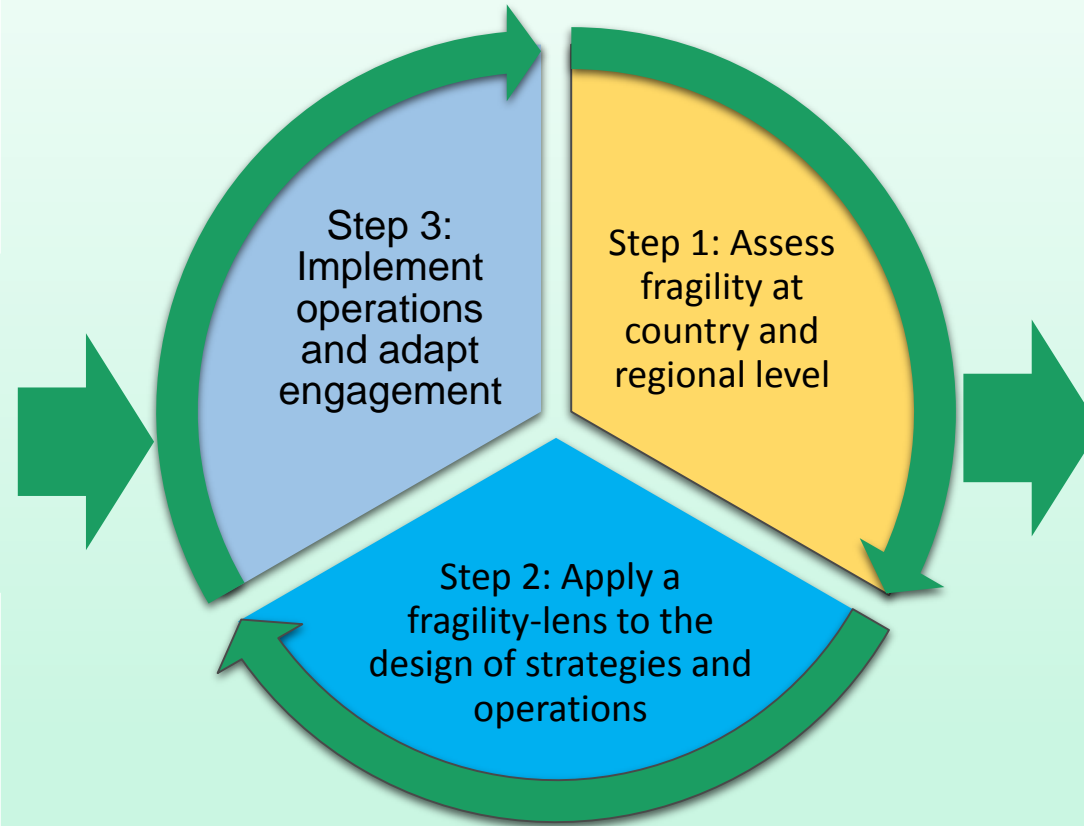 Step 1: Assess
fragility at
country and
regional level
Step 2: Apply a
fragility-lens to the
design of strategies and
operations
Step 3:
Implement
operations
and adapt
engagement